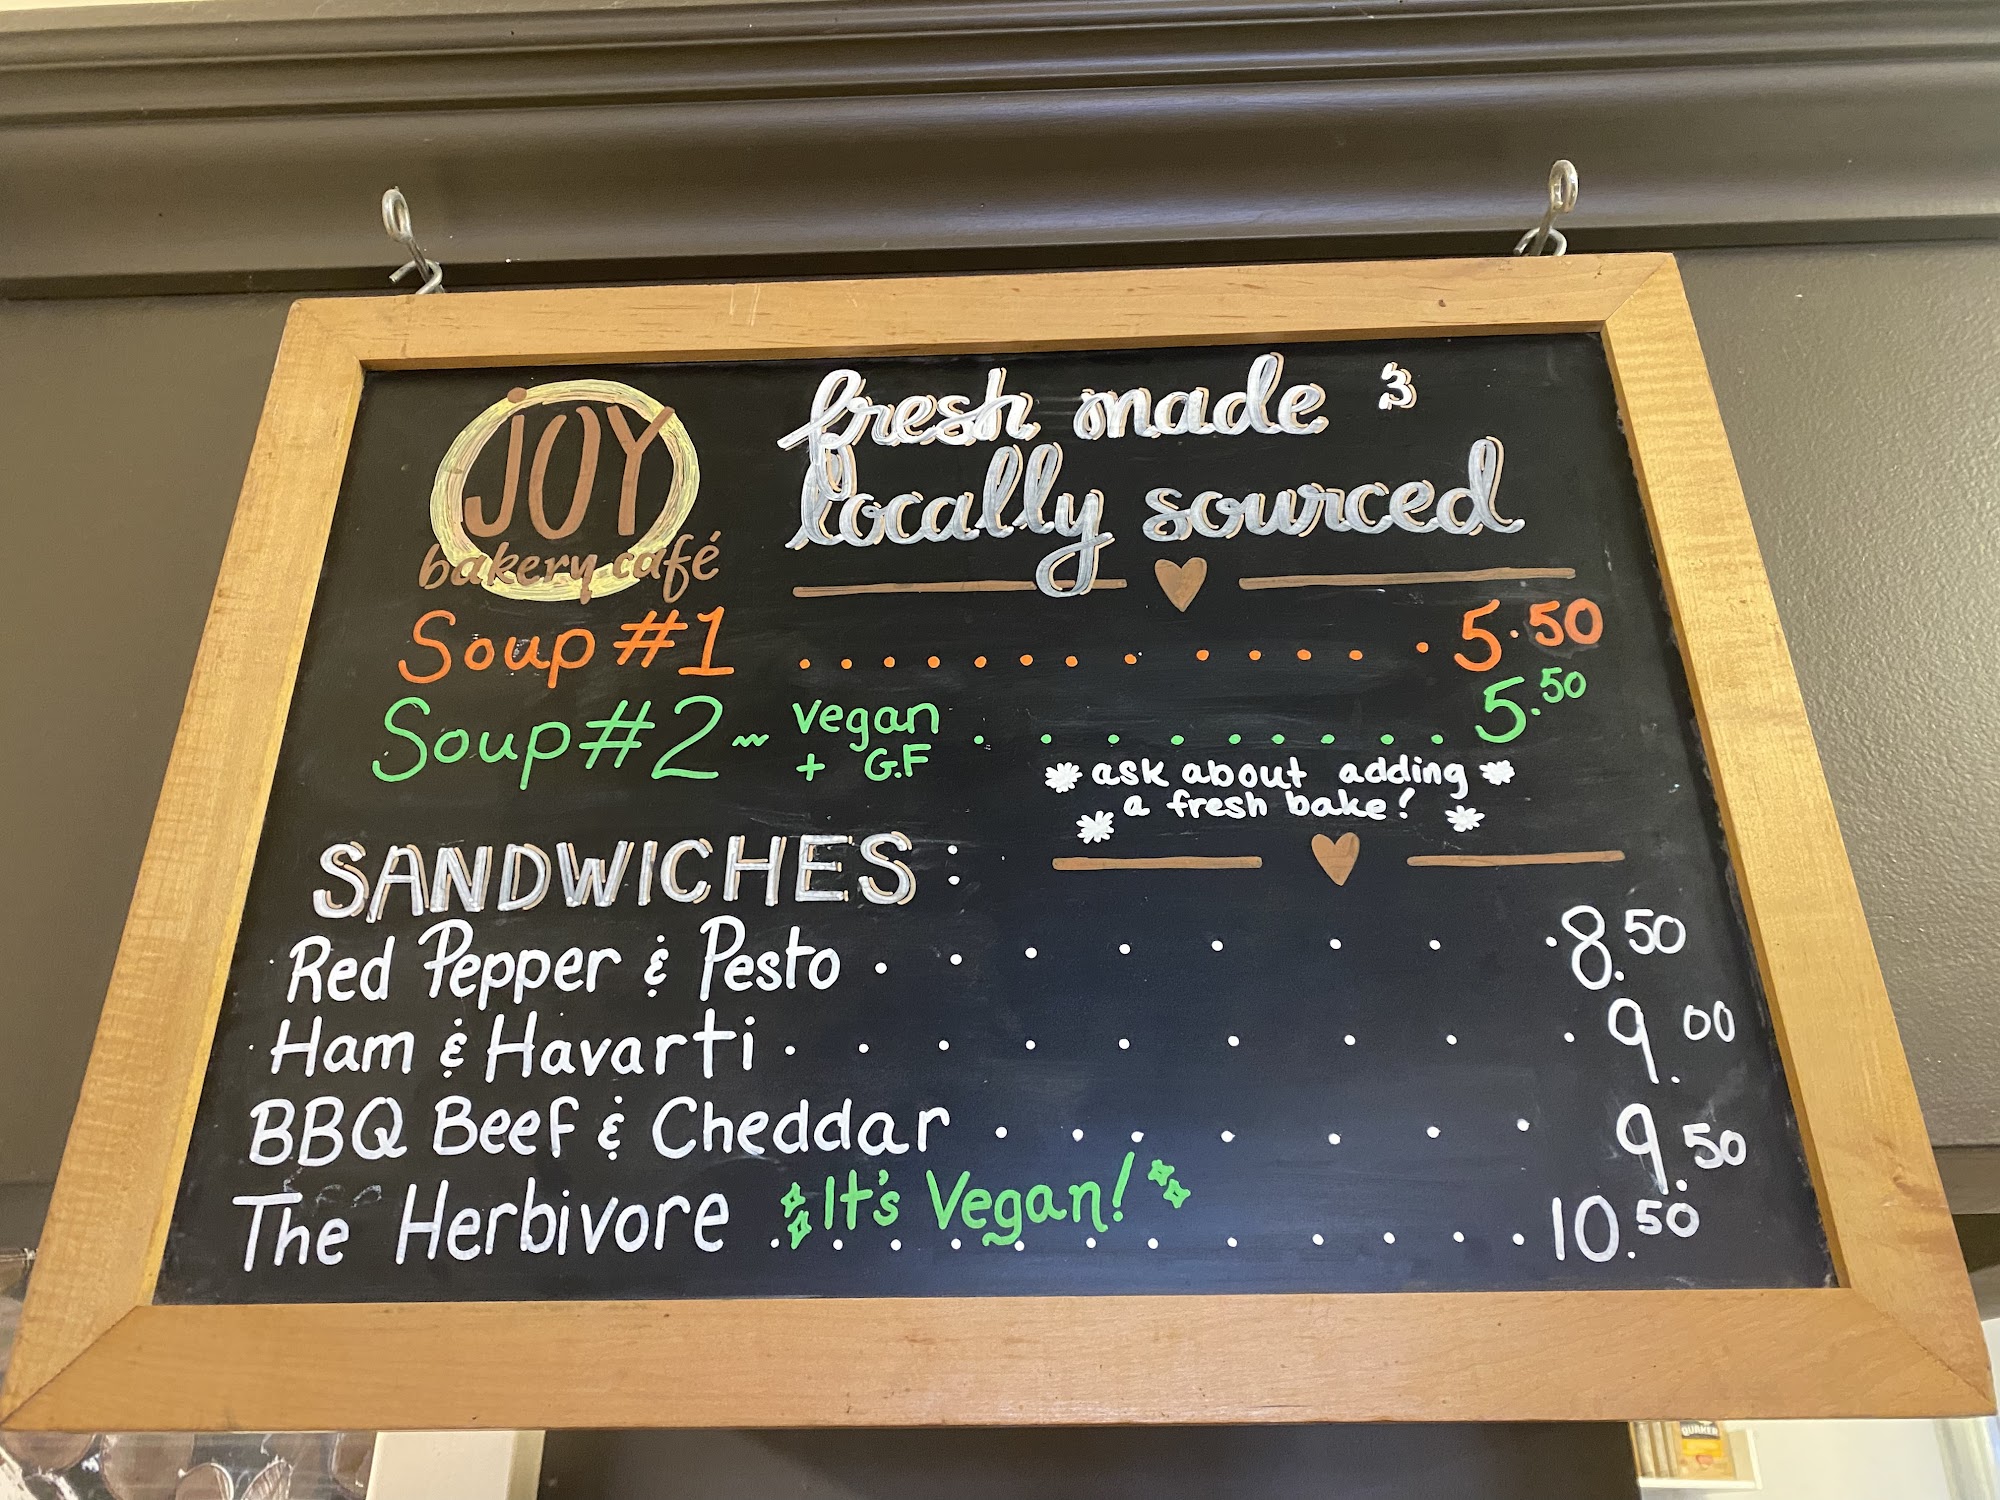 JOY
bakery café
fresh made &
locally sourced
Soup #1 . . . . . . . . . . . . . 5.50
Soup #2 ~ vegan + G.F . . . . . . . . . 5.50
ask about adding
a fresh bake!
SANDWICHES:
Red Pepper & Pesto . . . . . . . . 8.50
Ham & Havarti . . . . . . . . . 9.00
BBQ Beef & Cheddar . . . . . . . 9.50
The Herbivore It's Vegan! . . . . . . . . . . . . 10.50
QUAKER